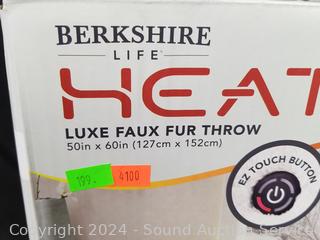 BERKSHIRE
LIFE
HEAT
LUXE FAUX FUR THROW
50in x 60in (127cm x 152cm)
199.
4100
EZ TOUCH BUTTON
Copyright 2024 - Sound Auction Service